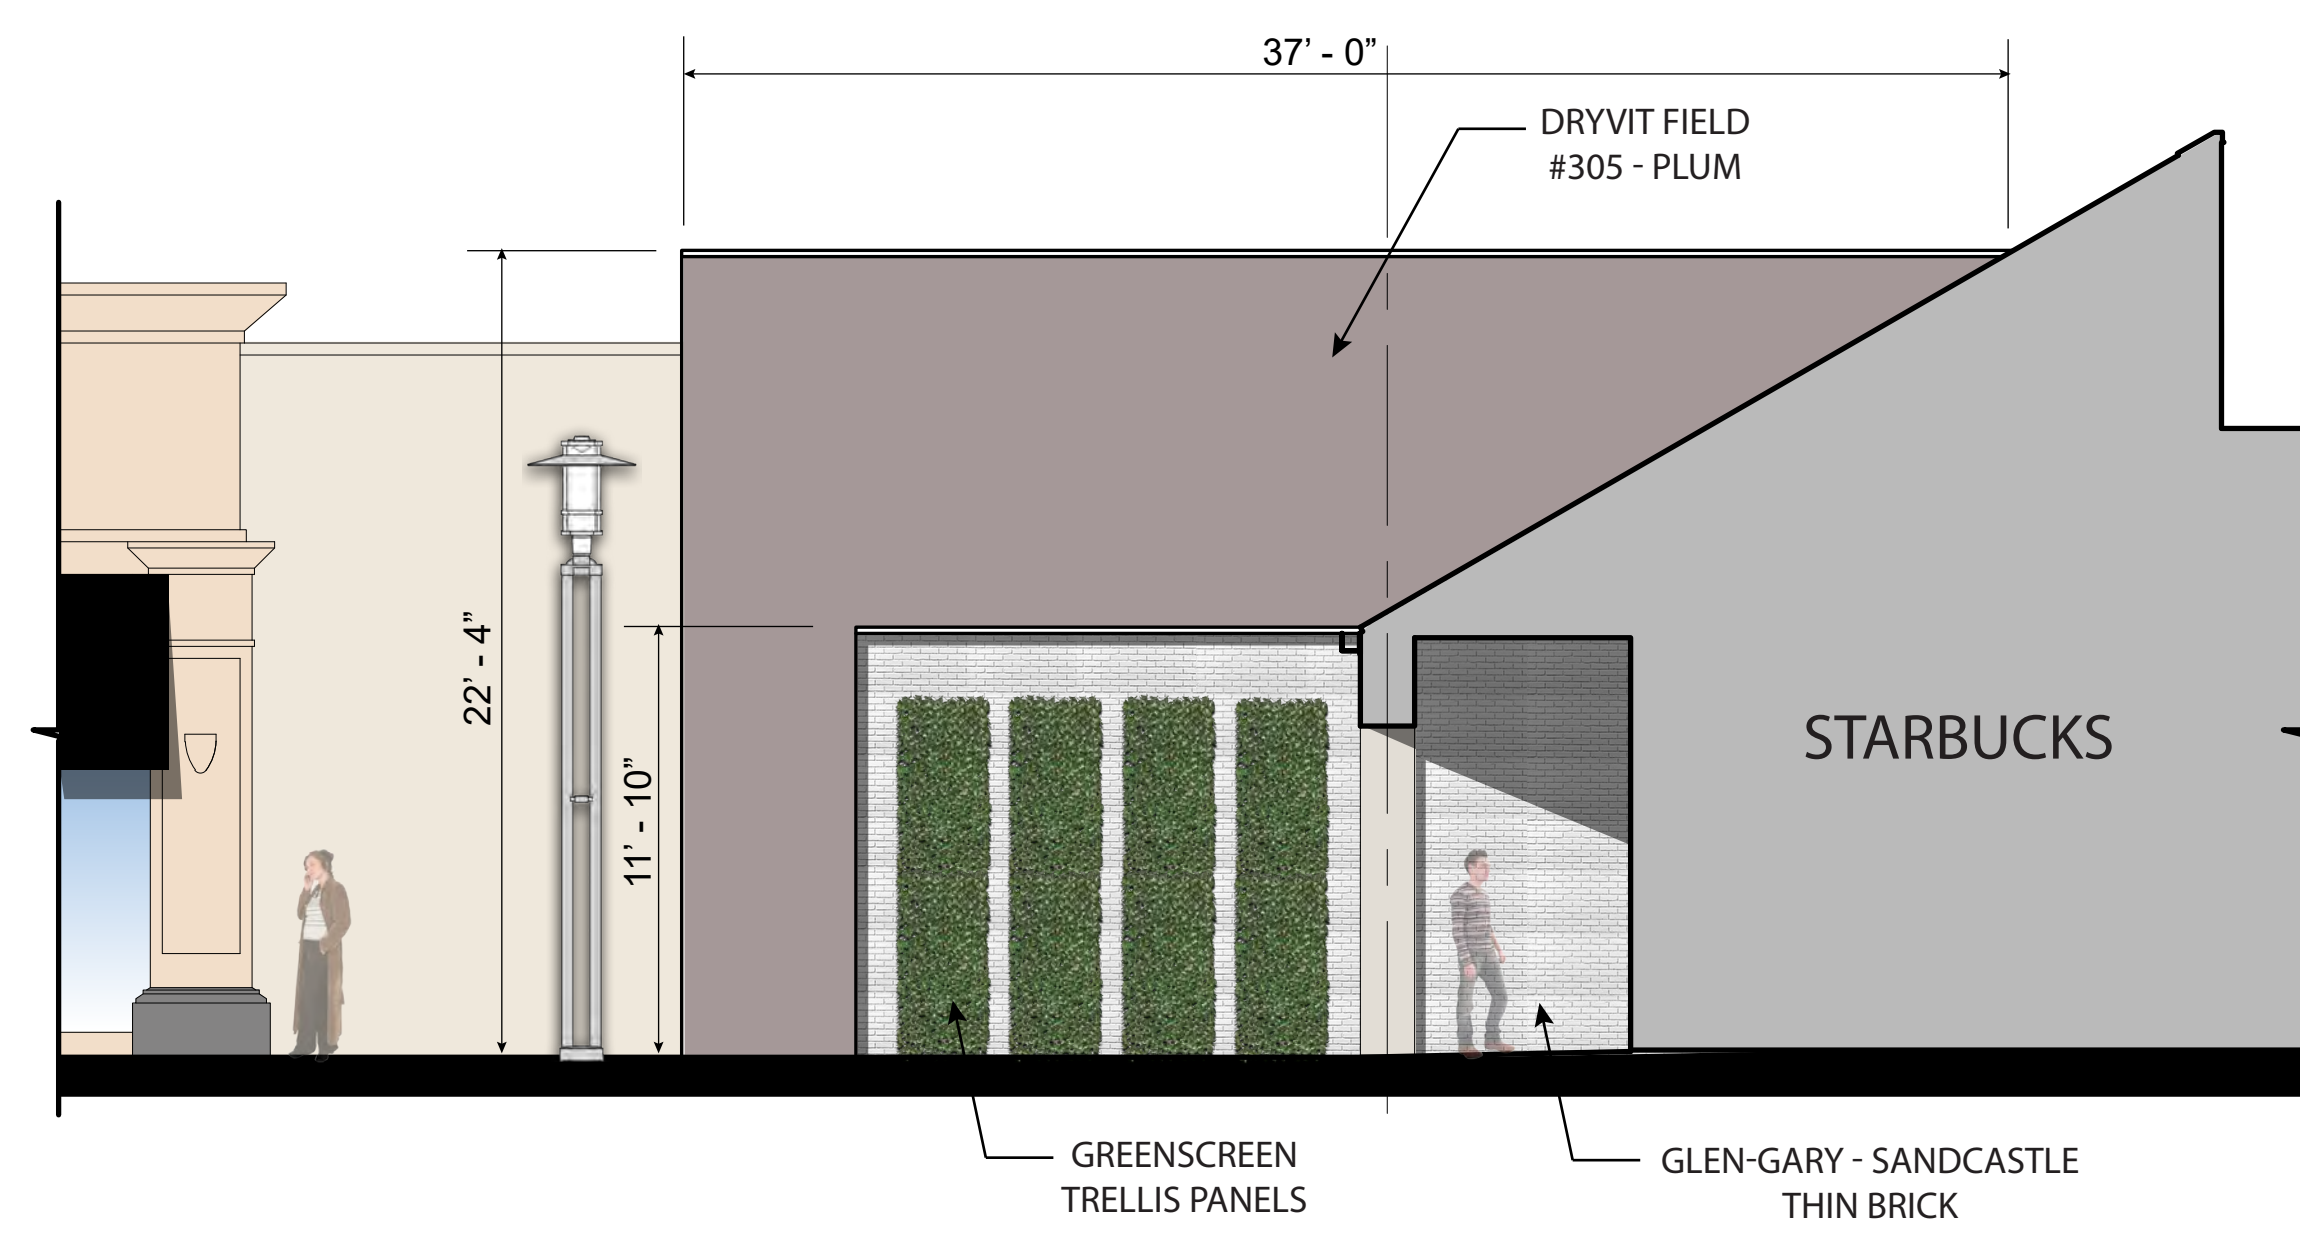 37’ - 0”
DRYVIT FIELD
#305 - PLUM
22’ - 4”
11’ - 10”
STARBUCKS
GREENSCREEN
TRELLIS PANELS
GLEN-GARY - SANDCASTLE
THIN BRICK